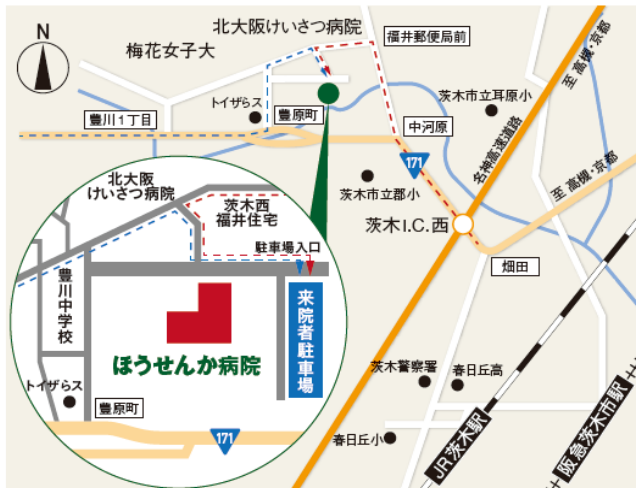 N
北大阪けいさつ病院
梅花女子大
福井郵便局前
至 高槻・京都
トイザらス
豊原町
茨木市立耳原小
豊川1丁目
中河原
名神高速道路
171
至 高槻・京都
茨木市立郡小
茨木I.C.西
畑田
北大阪
けいさつ病院
茨木西
福井住宅
駐車場入口
豊川中学校
来院者駐車場
ほうせんか病院
トイザらス
豊原町
171
茨木警察署
春日丘高
春日丘小
JR茨木駅
阪急茨木市駅